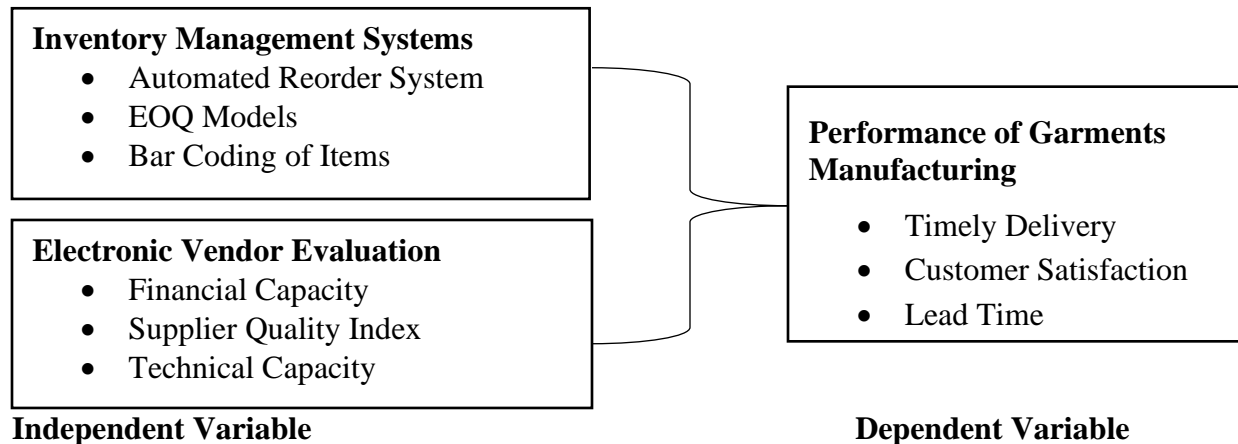 Inventory Management Systems
• Automated Reorder System
• EOQ Models
• Bar Coding of Items
Electronic Vendor Evaluation
• Financial Capacity
• Supplier Quality Index
• Technical Capacity
Independent Variable
Performance of Garments
Manufacturing
• Timely Delivery
• Customer Satisfaction
• Lead Time
Dependent Variable